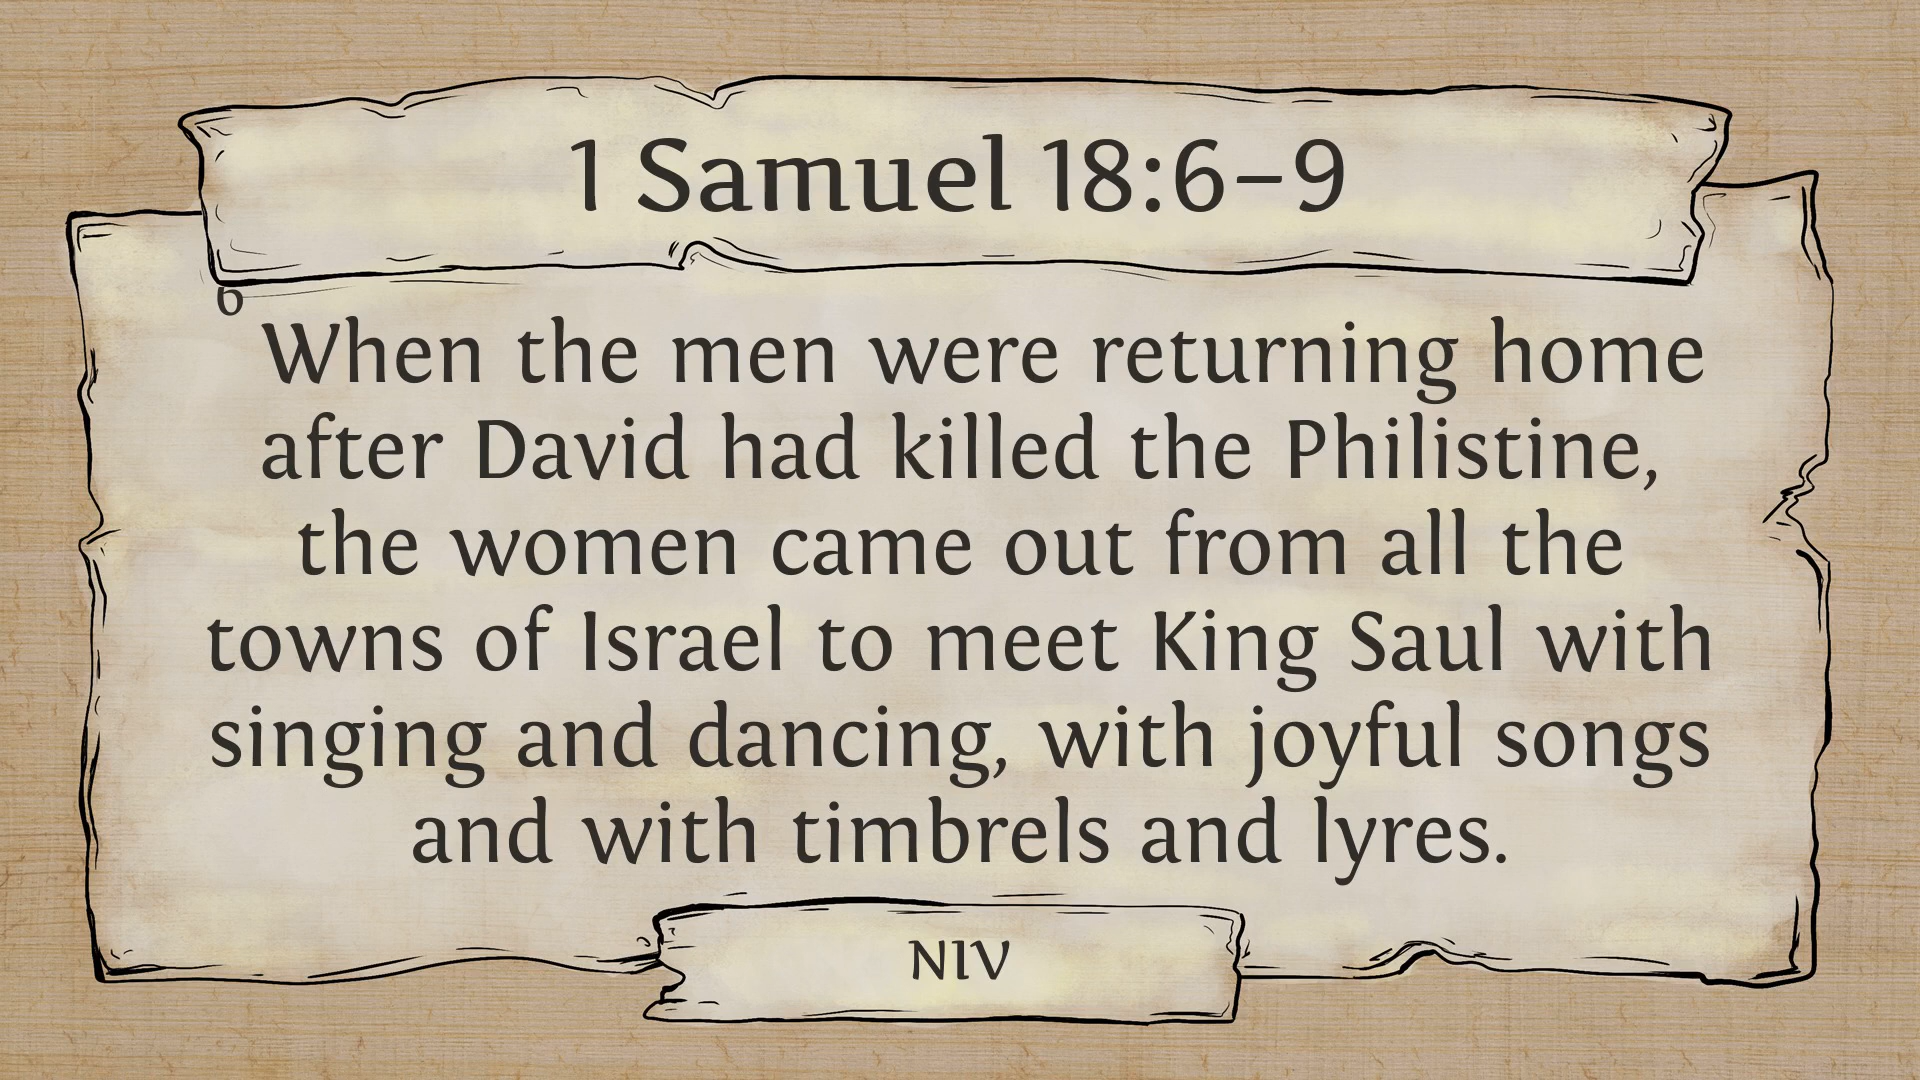 1 Samuel 18:6–9
6
When the men were returning home
after David had killed the Philistine,
the women came out from all the
towns of Israel to meet King Saul with
singing and dancing, with joyful songs
and with timbrels and lyres.
NIV